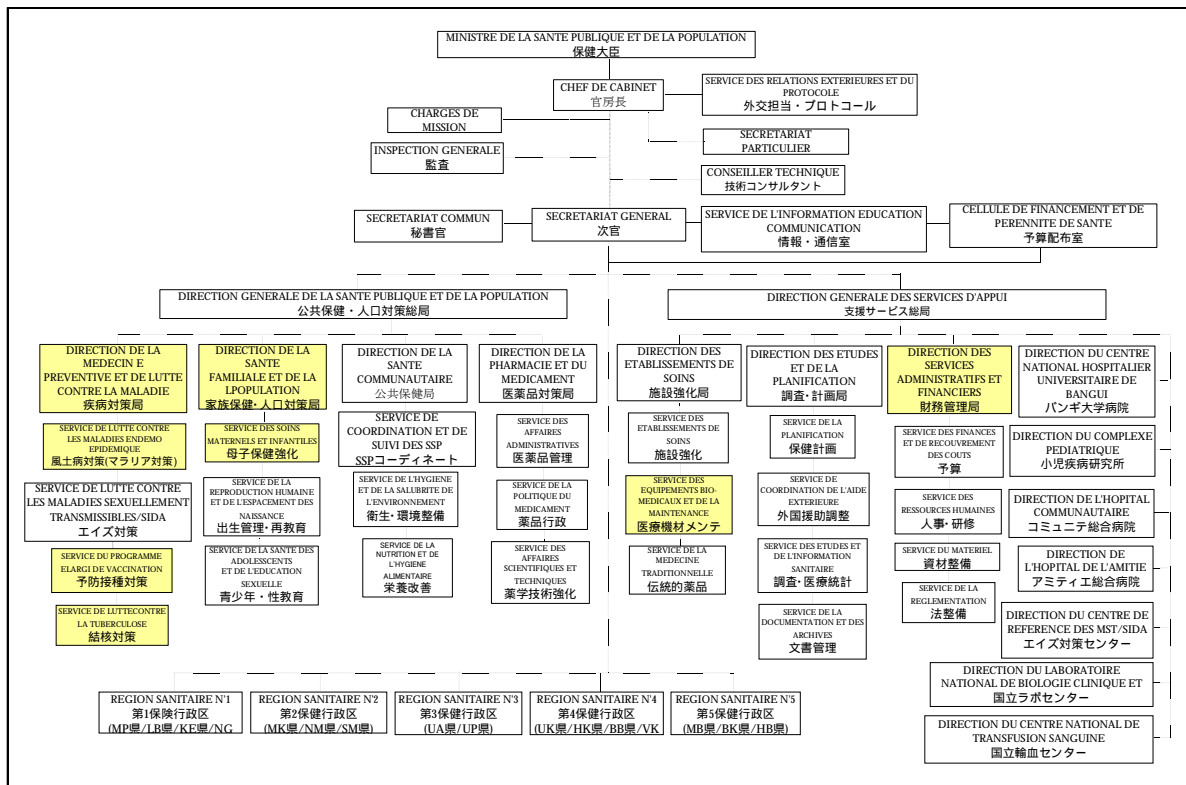 MINISTRE DE LA SANTE PUBLIQUE ET DE LA POPULATION
保健大臣
CHEF DE CABINET
官房長
SERVICE DES RELATIONS EXTERIEURES ET DU
PROTOCOLE
外交担当・プロトコール
CHARGES DE
MISSION
SECRETARIAT
PARTICULIER
INSPECTION GENERALE
監査
CONSEILLER TECHNIQUE
技術コンサルタント
SECRETARIAT COMMUN
秘書官
SECRETARIAT GENERAL
次官
SERVICE DE L'INFORMATION EDUCATION
COMMUNICATION
情報・通信室
CELLULE DE FINANCEMENT ET DE
PERENNITE DE SANTE
予算配布室
DIRECTION GENERALE DE LA SANTE PUBLIQUE ET DE LA POPULATION
公共保健・人口対策総局
DIRECTION GENERALE DES SERVICES D'APPUI
支援サービス総局
DIRECTION DE LA
MEDECIN E
PREVENTIVE ET DE LUTTE
CONTRE LA MALADIE
疾病対策局
SERVICE DE LUTTE CONTRE
LES MALADIES ENDEMO
EPIDEMIQUE
風土病対策(マラリア対策)
SERVICE DE LUTTE CONTRE
LES MALADIES SEXUELLEMENT
TRANSMISSIBLES/SIDA
エイズ対策
SERVICE DU PROGRAMME
ELARGI DE VACCINATION
予防接種対策
SERVICE DE LUTTECONTRE
LA TUBERCULOSE
結核対策
DIRECTION DE LA
SANTE
FAMILIALE ET DE LA
LPOPULATION
家族保健・人口対策局
SERVICE DES SOINS
MATERNELS ET INFANTILES
母子保健強化
SERVICE DE LA
REPRODUCTION HUMAINE
ET DE L'ESPACEMENT DES
NAISSANCE
出生管理・再教育
SERVICE DE LA SANTE DES
ADOLESSCENTS
ET DE L'EDUCATION
SEXUELLE
青少年・性教育
DIRECTION DE LA
SANTE
COMMUNAUTAIRE
公共保健局
SERVICE DE
COORDINATION ET DE
SUIVI DES SSP
SSPコーディネート
SERVICE DE L'HYGIENE
ET DE LA SALUBRITE DE
L'ENVIRONNEMENT
衛生・環境整備
SERVICE DE LA
NUTRITION ET DE
L'HYGIENE
ALIMENTAIRE
栄養改善
DIRECTION DE LA
PHARMACIE ET DU
MEDICAMENT
医薬品対策局
SERVICE DES
AFFAIRES
ADMINISTRATIVES
医薬品管理
SERVICE DE
LA POLITIQUE DU
MEDICAMENT
薬品行政
SERVICE DES
AFFAIRES
SCIENTIFIQUES ET
TECHNIQUES
薬学技術強化
DIRECTION DES
ETABLISSEMENTS DE
SOINS
施設強化局
SERVICE DES
ETABLISSEMENTS DE
SOINS
施設強化
SERVICE DES
EQUIPEMENTS BIO-
MEDICAUX ET DE LA
MAINTENANCE
医療機材メンテ
SERVICE DE LA
MEDECINE
TRADITIONNELLE
伝統的薬品
DIRECTION DES ETUDES
ET DE LA
PLANIFICATION
調査・計画局
SERVICE DE LA
PLANIFICATION
保健計画
SERVICE DE
COORDINATION DE L'AIDE
EXTERIEURE
外国援助調整
SERVICE DES ETUDES ET
DE L'INFORMATION
SANITAIRE
調査・医療統計
SERVICE DE LA
DOCUMENTATION ET DES
ARCHIVES
文書管理
DIRECTION DES
SERVICES
ADMINISTRATIFS ET
FINANCIERS
財務管理局
SERVICE DES FINANCES
ET DE RECOUVREMENT
DES COUTS
予算
SERVICE DES
RESSOURCES HUMAINES
人事・研修
SERVICE DU MATERIEL
資材整備
SERVICE DE LA
REGLEMENTATION
法整備
DIRECTION DU CENTRE
NATIONAL HOSPITALIER
UNIVERSITAIRE DE
BANGUI
バンギ大学病院
DIRECTION DU COMPLEXE
PEDIATRIQUE
小児疾病研究所
DIRECTION DE L'HOPITAL
COMMUNAUTAIRE
コミュニテ総合病院
DIRECTION DE
L'HOPITAL DE L'AMITIE
アミティエ総合病院
DIRECTION DU CENTRE DE
REFERENCE DES MST/SIDA
エイズ対策センター
DIRECTION DU LABORATOIRE
NATIONAL DE BIOLOGIE CLINIQUE ET
国立ラボセンター
DIRECTION DU CENTRE NATIONAL DE
TRANSFUSION SANGUINE
国立輸血センター
REGION SANITAIRE N°1
第1保険行政区
(MP県/LB県/KE県/NG
REGION SANITAIRE N°2
第2保健行政区
(MK県/NM県/SM県)
REGION SANITAIRE N°3
第3保健行政区
(UA県/UP県)
REGION SANITAIRE N°4
第4保健行政区
(UK県/HK県/BB県/VK
REGION SANITAIRE N°5
第5保健行政区
(MB県/BK県/HB県)